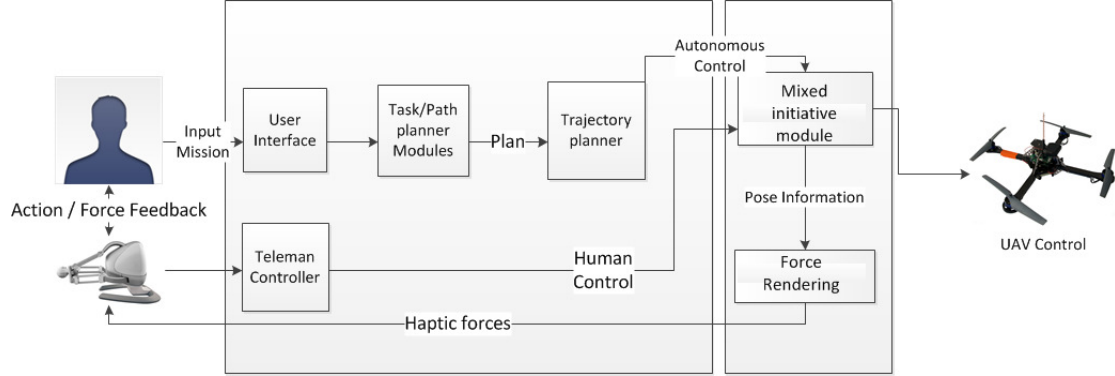 Autonomous
Control
Input
Mission
User
Interface
Task/Path
planner
Modules
Plan
Trajectory
planner
Mixed
initiative
module
Action / Force Feedback
Pose Information
UAV Control
Teleman
Controller
Human
Control
Force
Rendering
Haptic forces